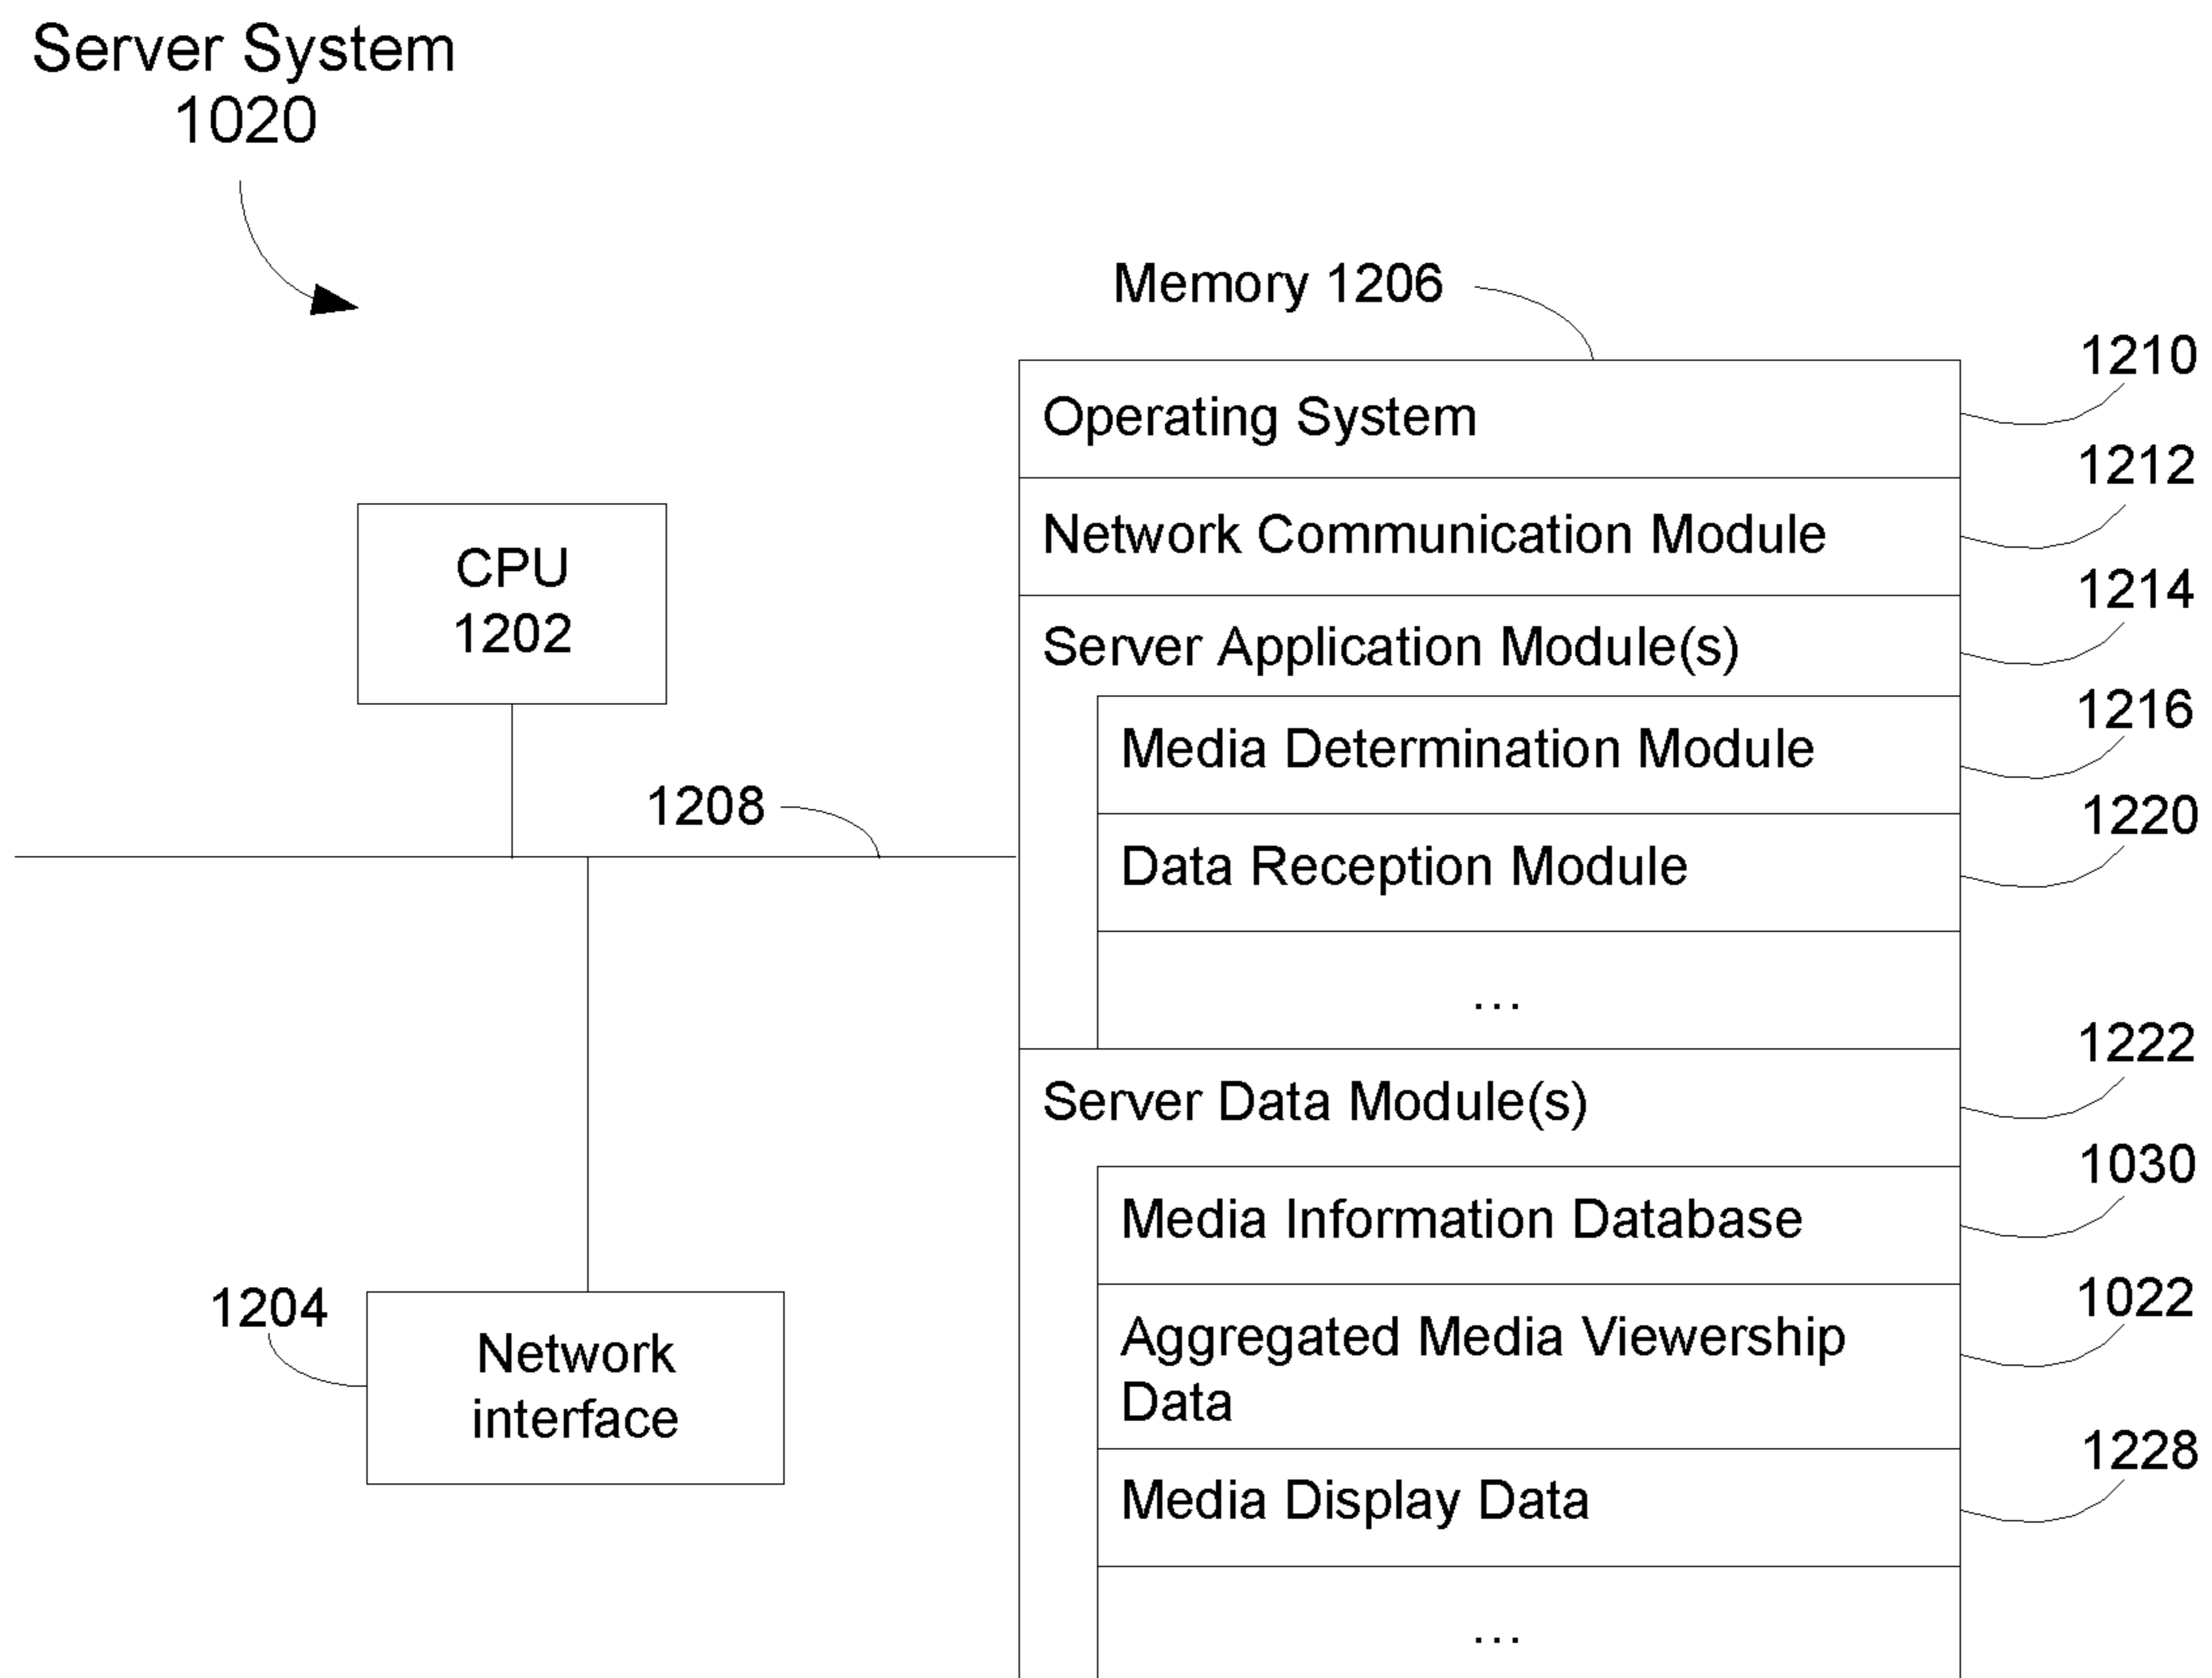 Server System
1020
Memory 1206
1210
Operating System
1212
Network Communication Module
1214
Server Application Module(s)
1216
Media Determination Module
1220
Data Reception Module
...
1222
Server Data Module(s)
1030
Media Information Database
1022
Aggregated Media Viewership
Data
1228
Media Display Data
...
CPU
1202
1208
1204
Network
interface